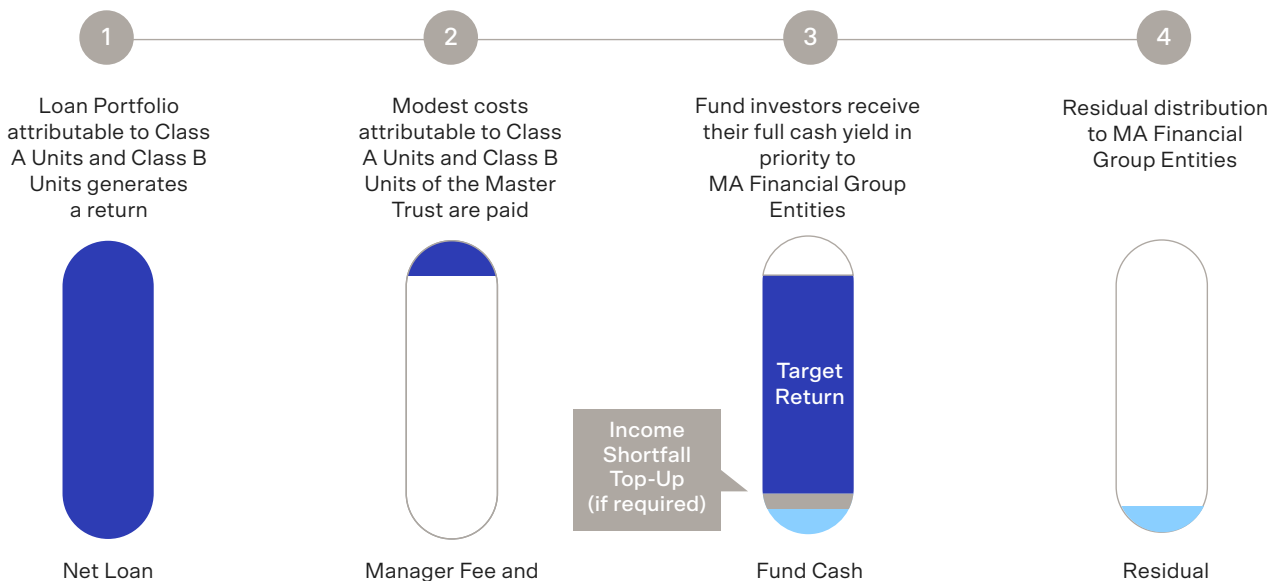 1
2
3
4
Loan Portfolio
attributable to Class
A Units and Class B
Units generates
a return
Modest costs
attributable to Class
A Units and Class B
Units of the Master
Trust are paid
Fund investors receive
their full cash yield in
priority to
MA Financial Group
Entities
Residual distribution
to MA Financial
Group Entities
Target
Return
Income
Shortfall
Top-Up
(if required)
Net Loan
Manager Fee and
Fund Cash
Residual